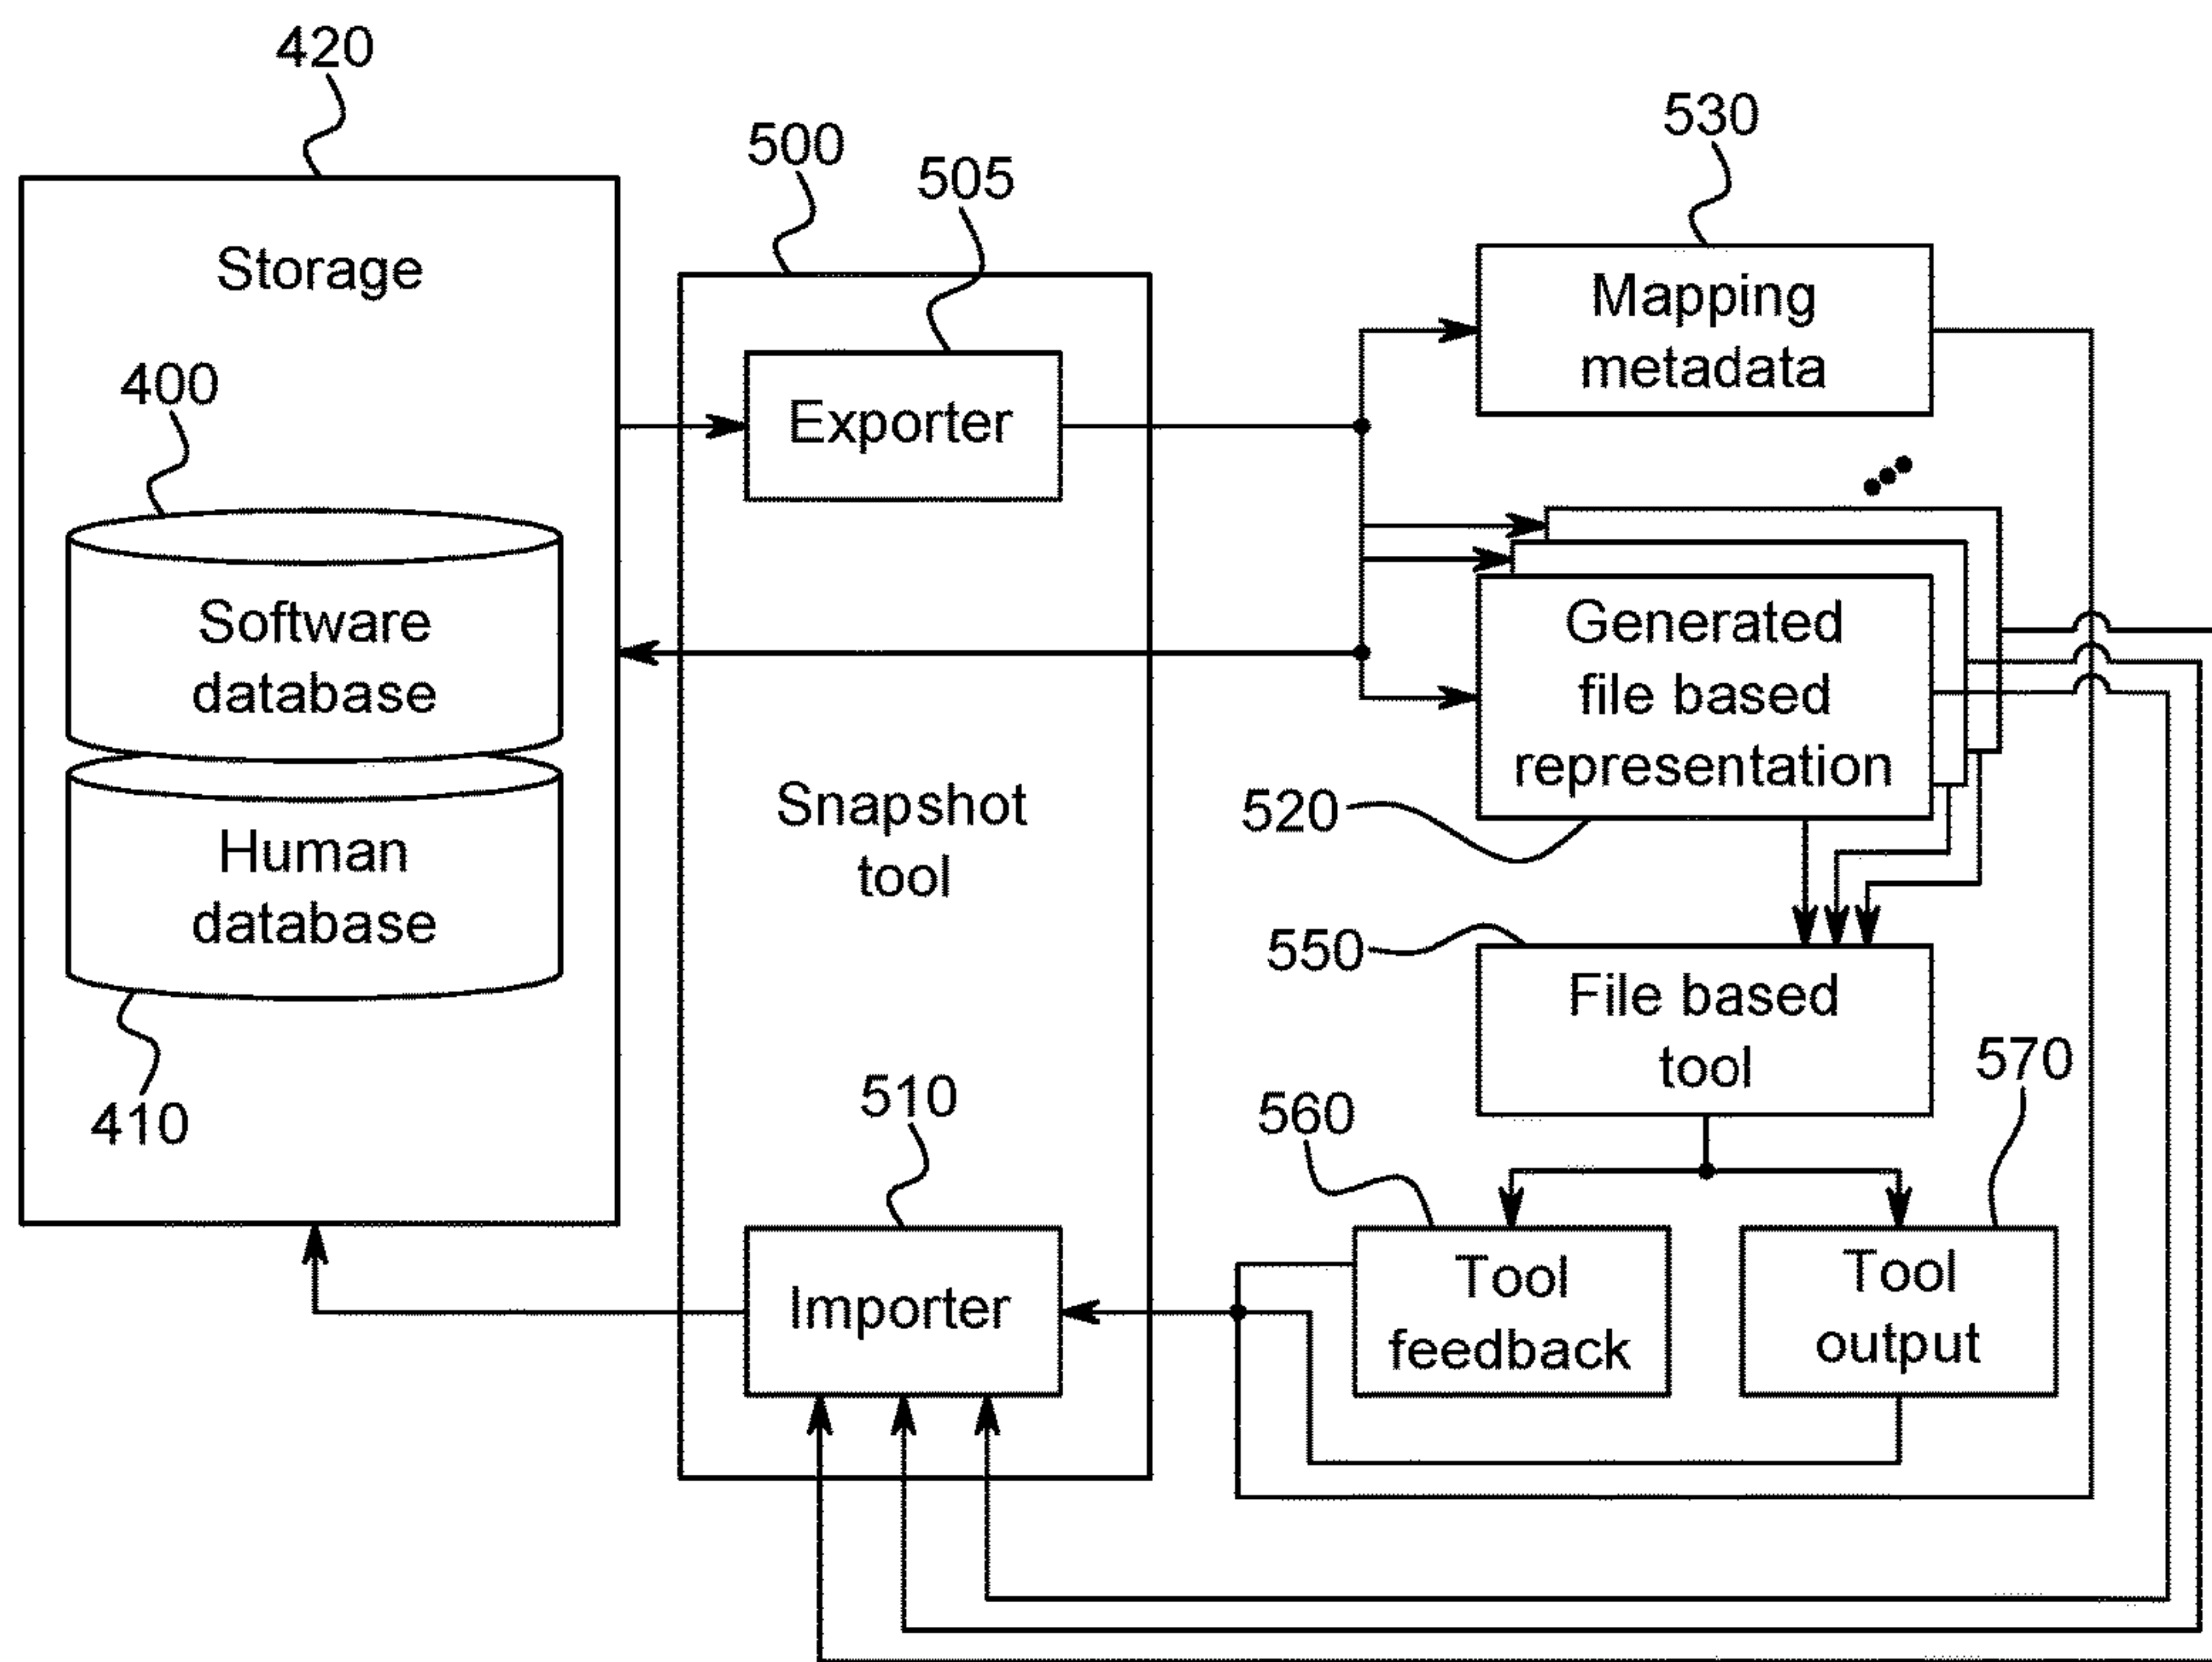 420
500
505
530
Storage
Mapping
metadata
400
Exporter
Software
database
Generated
file based
representation
520
Snapshot
tool
Human
database
410
550
File based
tool
510
560
570
Importer
Tool
feedback
Tool
output